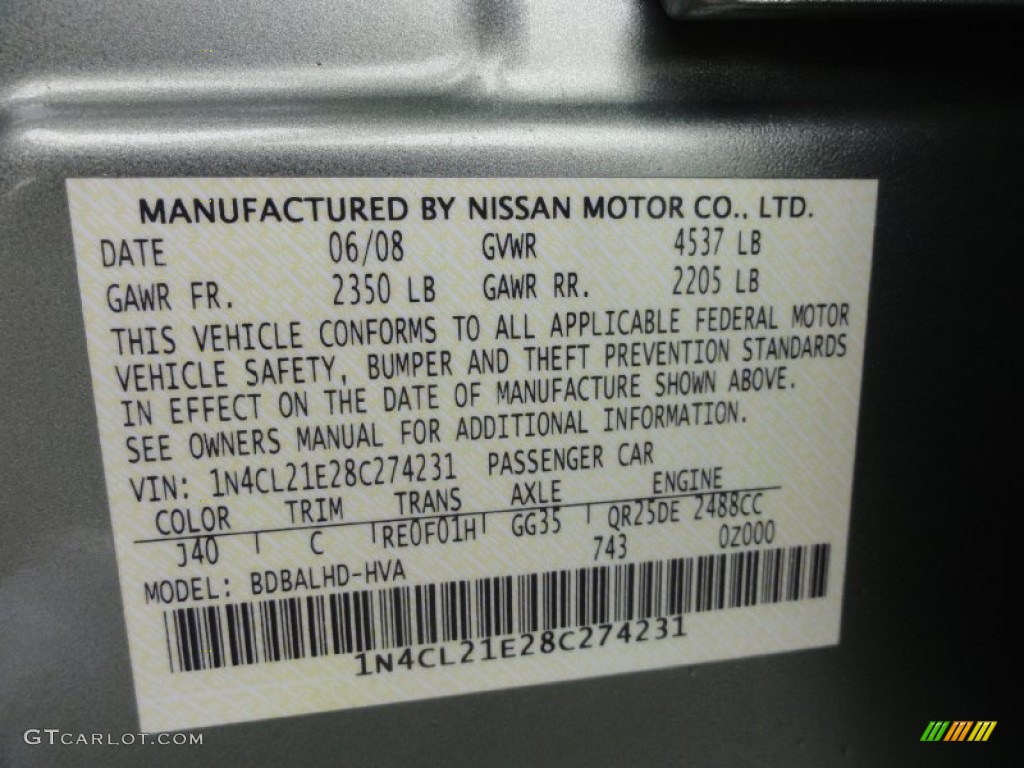 MANUFACTURED BY NISSAN MOTOR CO., LTD.
DATE 06/08 GVWR 4537 LB
GAWR FR. 2350 LB GAWR RR. 2205 LB
THIS VEHICLE CONFORMS TO ALL APPLICABLE FEDERAL MOTOR
VEHICLE SAFETY, BUMPER AND THEFT PREVENTION STANDARDS
IN EFFECT ON THE DATE OF MANUFACTURE SHOWN ABOVE.
SEE OWNERS MANUAL FOR ADDITIONAL INFORMATION.
VIN: 1N4CL21E28C274231 PASSENGER CAR
COLOR TRIM TRANS AXLE ENGINE
J40 C RE0F01H GG35 QR25DE 2488CC
743 0Z000
MODEL: BDBALHD-HVA
1N4CL21E28C274231
GTCARLOT.COM